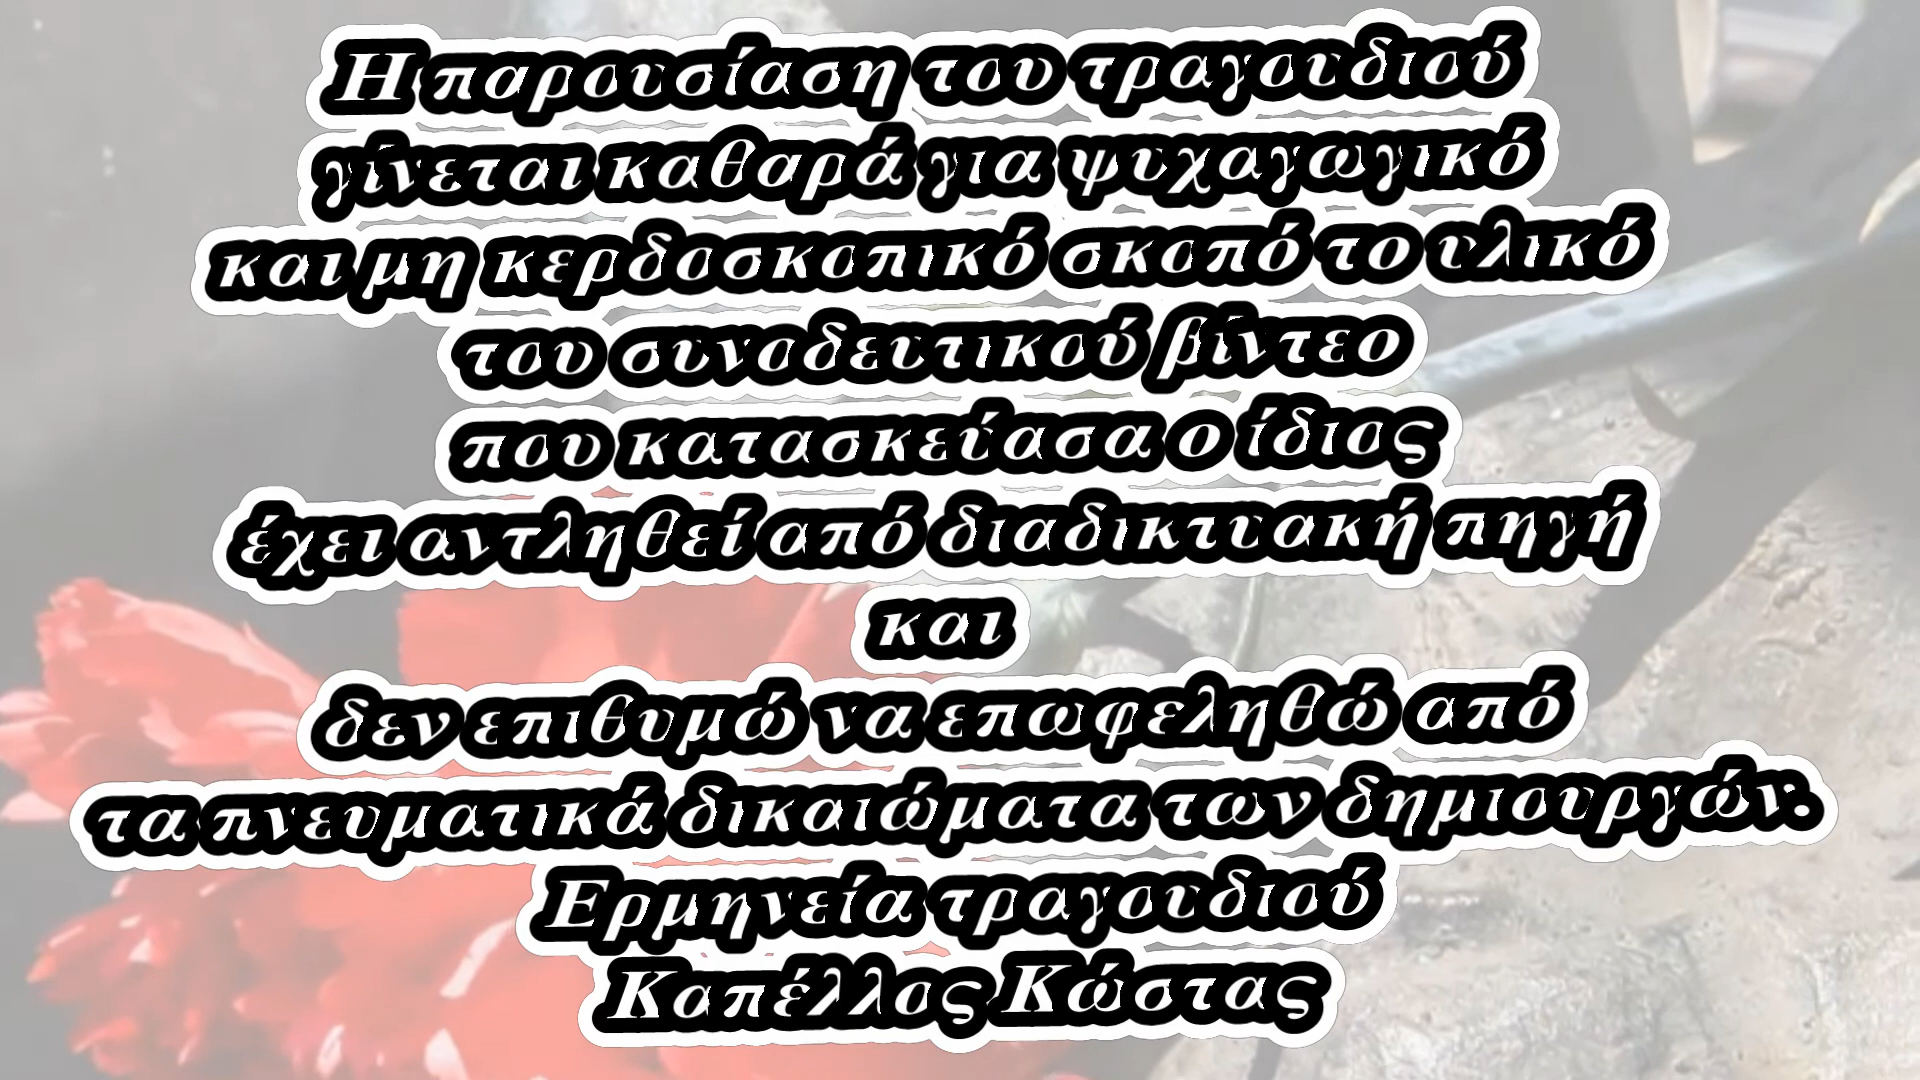 Η παρουσίαση του τραγουδιού
γίνεται καθαρά για ψυχαγωγικό
και μη κερδοσκοπικό σκοπό το υλικό
του συνοδευτικού βίντεο
που κατασκεύασα ο ίδιος
έχει αντληθεί από διαδικτυακή πηγή
και
δεν επιθυμώ να επωφεληθώ από
τα πνευματικά δικαιώματα των δημιουργών.
Ερμηνεία τραγουδιού
Καπέλλος Κώστας